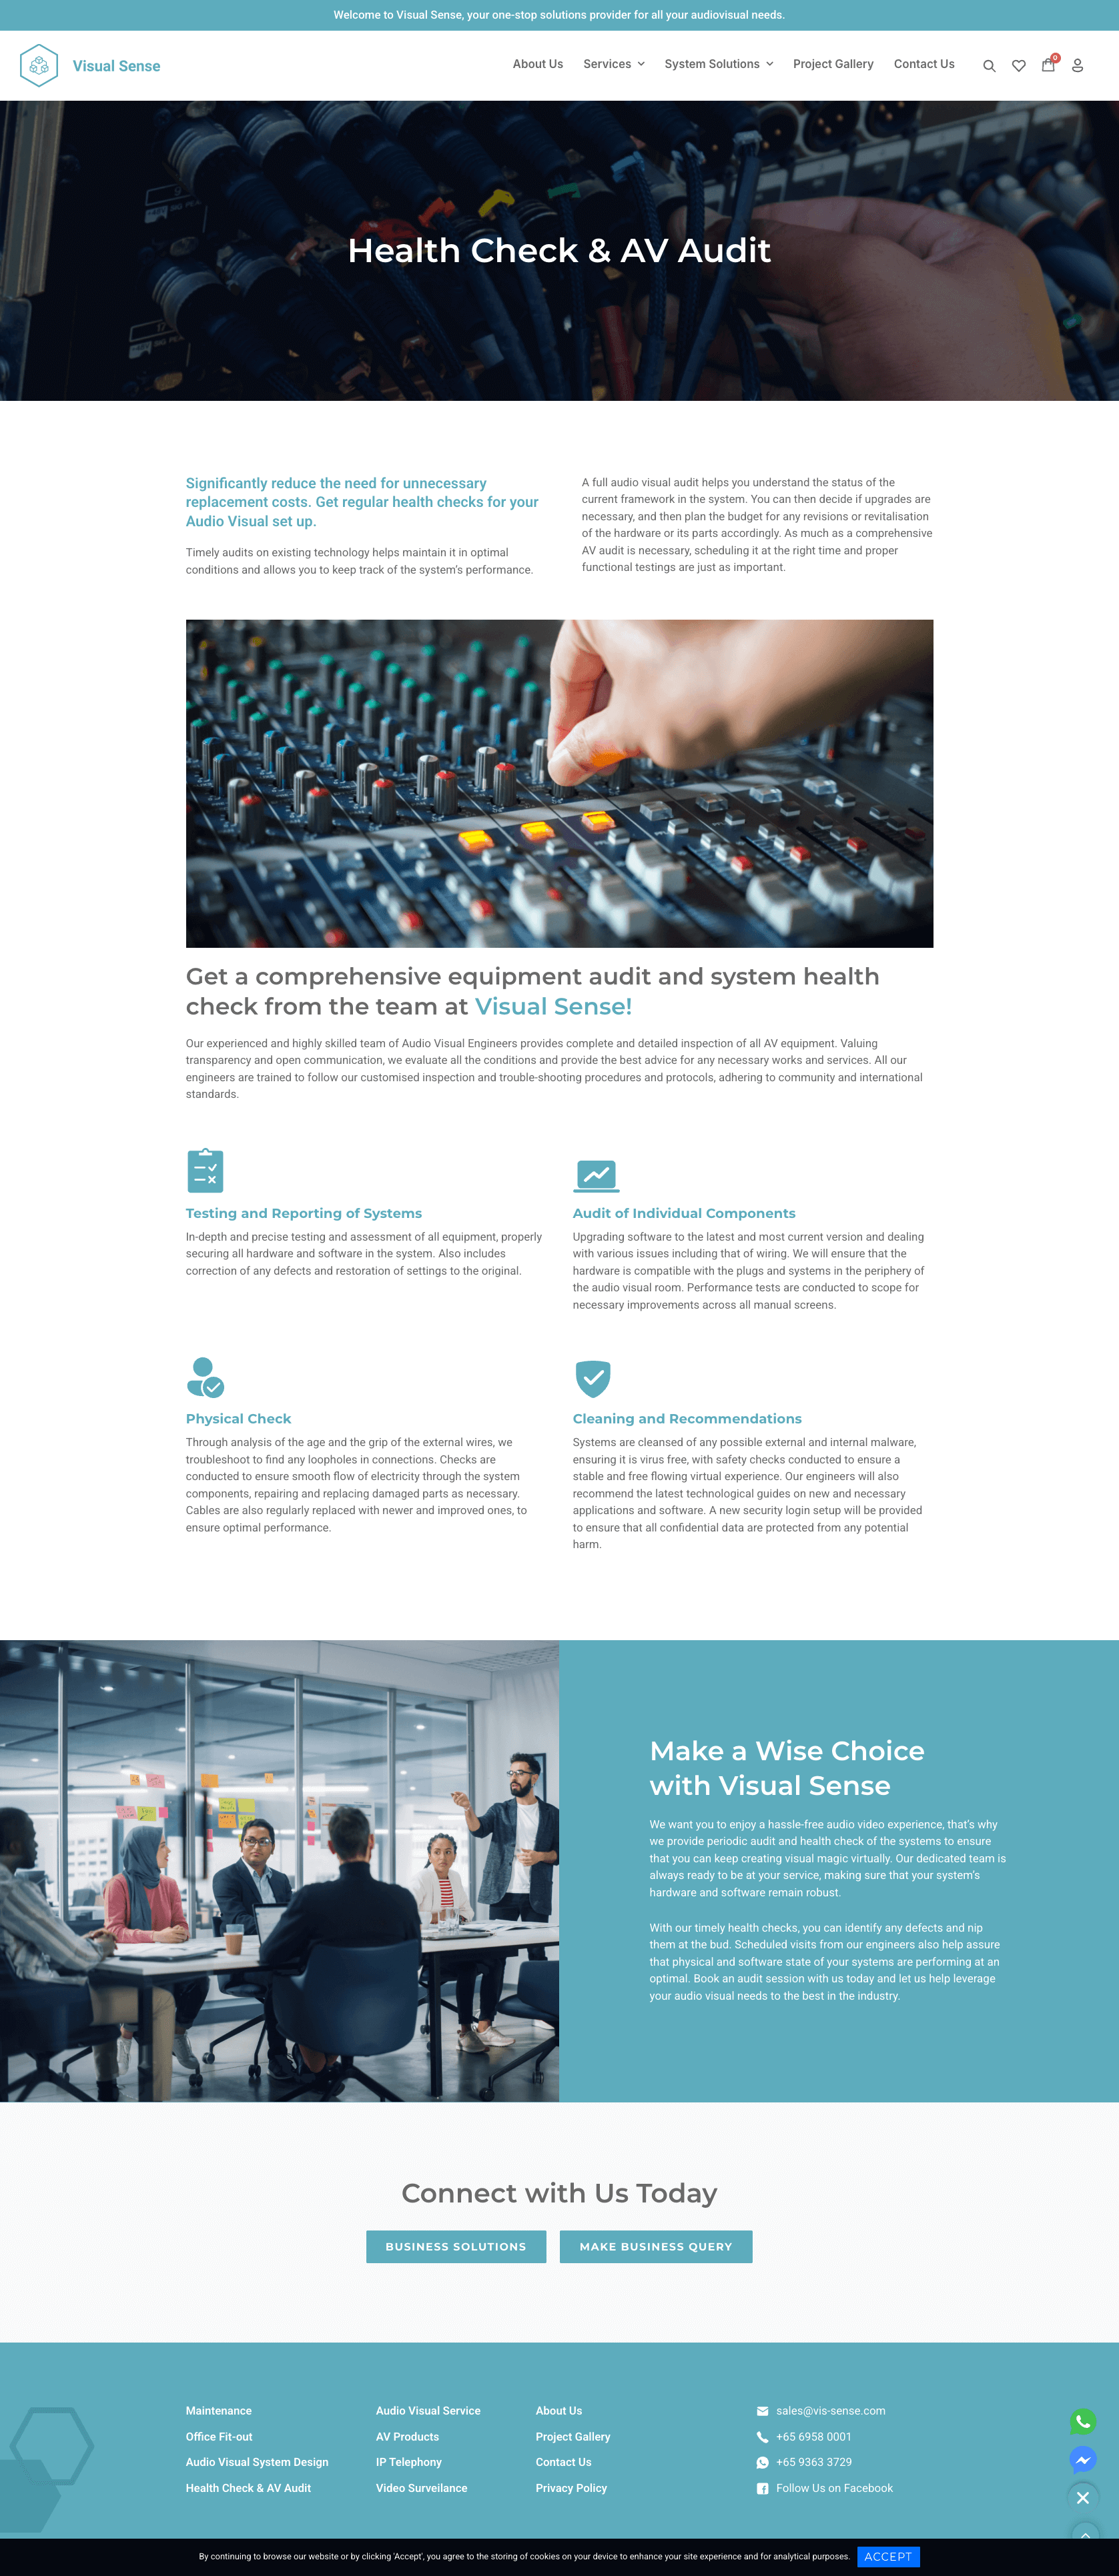 Welcome to Visual Sense, your one-stop solutions provider for all your audiovisual needs.
Visual Sense
About Us
Services
System Solutions
Project Gallery
Contact Us
0
Health Check & AV Audit
Significantly reduce the need for unnecessary
replacement costs. Get regular health checks for your
Audio Visual set up.
Timely audits on existing technology helps maintain it in optimal
conditions and allows you to keep track of the system's performance.
A full audio visual audit helps you understand the status of the
current framework in the system. You can then decide if upgrades are
necessary, and then plan the budget for any revisions or revitalisation
of the hardware or its parts accordingly. As much as a comprehensive
AV audit is necessary, scheduling it at the right time and proper
functional testings are just as important.
Get a comprehensive equipment audit and system health
check from the team at Visual Sense!
Our experienced and highly skilled team of Audio Visual Engineers provides complete and detailed inspection of all AV equipment. Valuing
transparency and open communication, we evaluate all the conditions and provide the best advice for any necessary works and services. All our
engineers are trained to follow our customised inspection and trouble-shooting procedures and protocols, adhering to community and international
standards.
Testing and Reporting of Systems
In-depth and precise testing and assessment of all equipment, properly
securing all hardware and software in the system. Also includes
correction of any defects and restoration of settings to the original.
Audit of Individual Components
Upgrading software to the latest and most current version and dealing
with various issues including that of wiring. We will ensure that the
hardware is compatible with the plugs and systems in the periphery of
the audio visual room. Performance tests are conducted to scope for
necessary improvements across all manual screens.
Physical Check
Through analysis of the age and the grip of the external wires, we
troubleshoot to find any loopholes in connections. Checks are
conducted to ensure smooth flow of electricity through the system
components, repairing and replacing damaged parts as necessary.
Cables are also regularly replaced with newer and improved ones, to
ensure optimal performance.
Cleaning and Recommendations
Systems are cleansed of any possible external and internal malware,
ensuring it is virus free, with safety checks conducted to ensure a
stable and free flowing virtual experience. Our engineers will also
recommend the latest technological guides on new and necessary
applications and software. A new security login setup will be provided
to ensure that all confidential data are protected from any potential
harm.
Make a Wise Choice
with Visual Sense
We want you to enjoy a hassle-free audio video experience, that's why
we provide periodic audit and health check of the systems to ensure
that you can keep creating visual magic virtually. Our dedicated team is
always ready to be at your service, making sure that your system's
hardware and software remain robust.
With our timely health checks, you can identify any defects and nip
them at the bud. Scheduled visits from our engineers also help assure
that physical and software state of your systems are performing at an
optimal. Book an audit session with us today and let us help leverage
your audio visual needs to the best in the industry.
Connect with Us Today
BUSINESS SOLUTIONS
MAKE BUSINESS QUERY
Maintenance
Office Fit-out
Audio Visual System Design
Health Check & AV Audit
Audio Visual Service
AV Products
IP Telephony
Video Surveilance
About Us
Project Gallery
Contact Us
Privacy Policy
sales@vis-sense.com
+65 6958 0001
+65 9363 3729
Follow Us on Facebook
By continuing to browse our website or by clicking 'Accept', you agree to the storing of cookies on your device to enhance your site experience and for analytical purposes.
ACCEPT